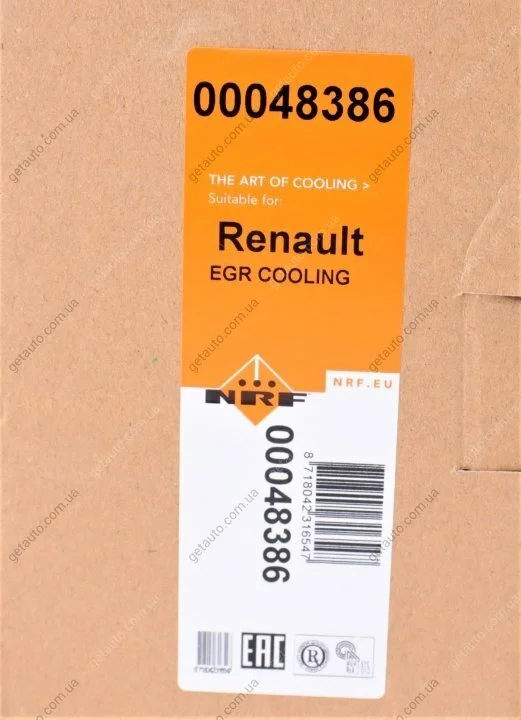 00048386
THE ART OF COOLING >
Suitable for:
Renault
EGR COOLING
NRF.EU
NRF
00048386
8 718042 316547
EAC
R
getauto.com.ua